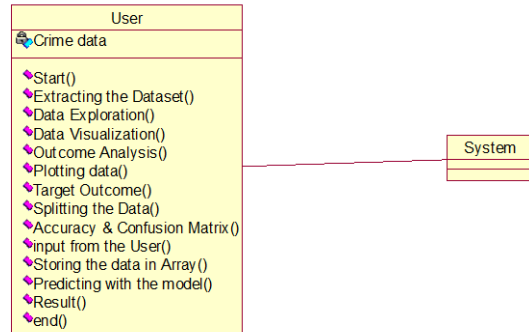 User
Crime data
Start()
Extracting the Dataset()
Data Exploration()
Data Visualization()
Outcome Analysis()
Plotting data()
Target Outcome()
Splitting the Data()
Accuracy & Confusion Matrix()
input from the User()
Storing the data in Array()
Predicting with the model()
Result()
end()
System